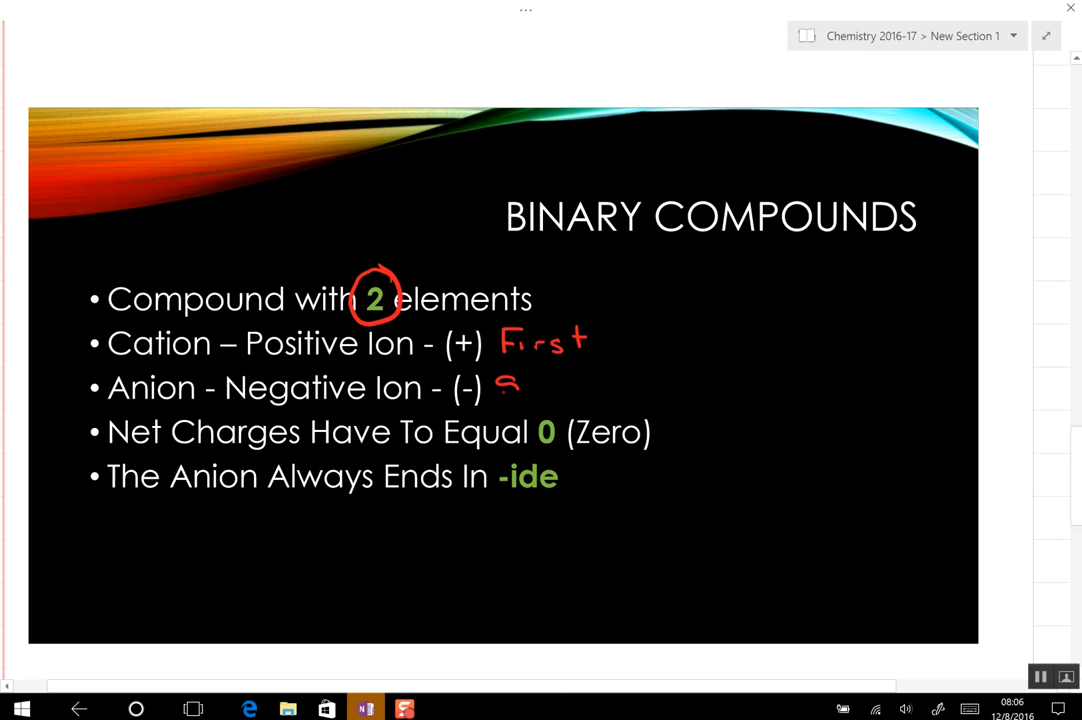 Chemistry 2016-17 > New Section 1
BINARY COMPOUNDS
• Compound with 2 elements
• Cation – Positive Ion - (+) First
• Anion - Negative Ion - (-)
• Net Charges Have To Equal 0 (Zero)
• The Anion Always Ends In -ide
08:06
12/8/2016